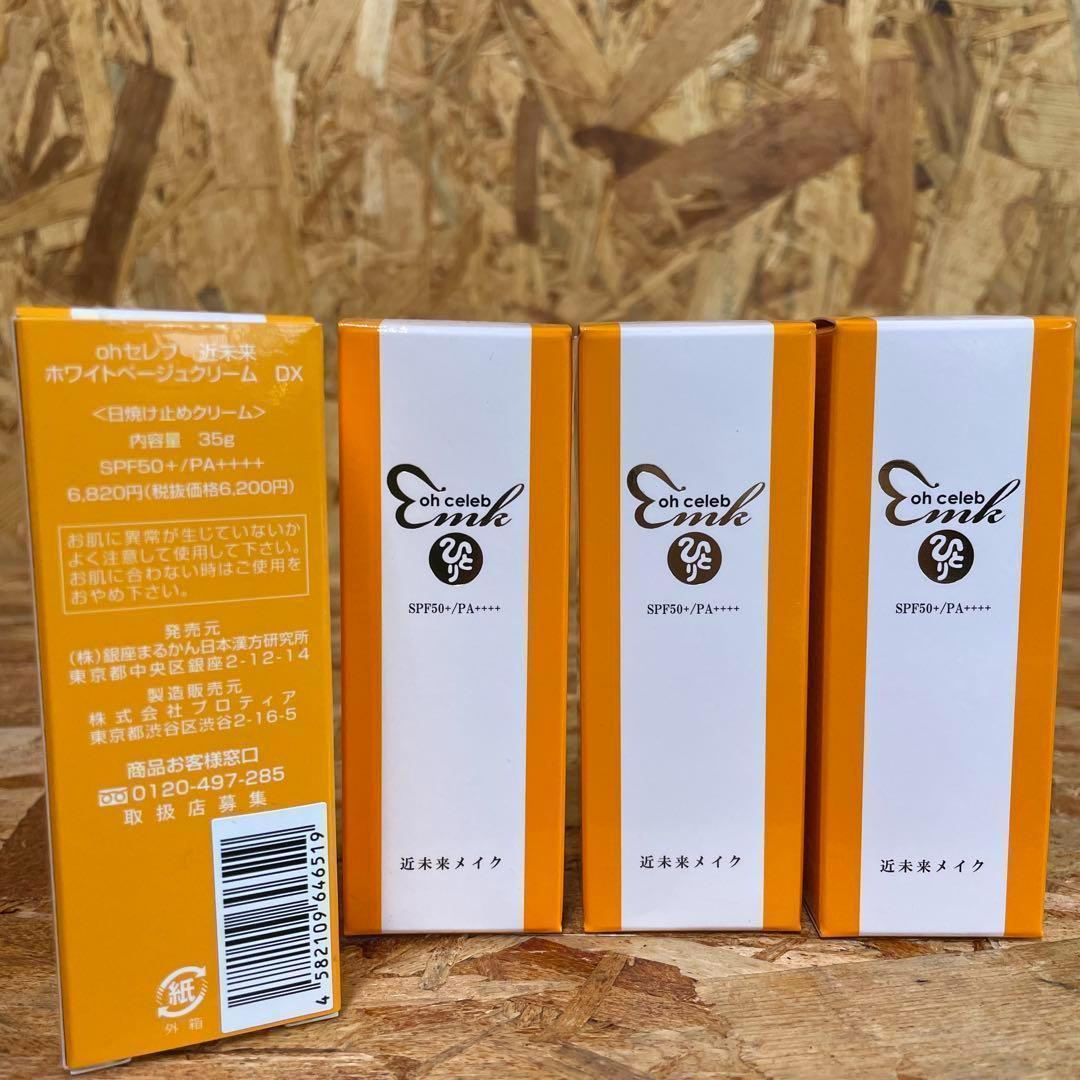 ohセレブ 近未来
ホワイトベージュクリーム DX
<日焼け止めクリーム>
内容量 35g
SPF50+/PA++++
6,820円(税抜価格6,200円)
お肌に異常が生じていないか
よく注意して使用して下さい。
お肌に合わない時はご使用を
おやめ下さい。
発売元
(株)銀座まるかん日本漢方研究所
東京都中央区銀座2-12-14
製造販売元
株式会社プロティア
東京都渋谷区渋谷2-16-5
商品お客様窓口
0120-497-285
取扱店募集
4582109646519
紙
外箱
oh celeb
emk
ひとり
SPF50+/PA++++
近未来メイク
oh celeb
emk
ひとり
SPF50+/PA++++
近未来メイク
oh celeb
emk
ひとり
SPF50+/PA++++
近未来メイク